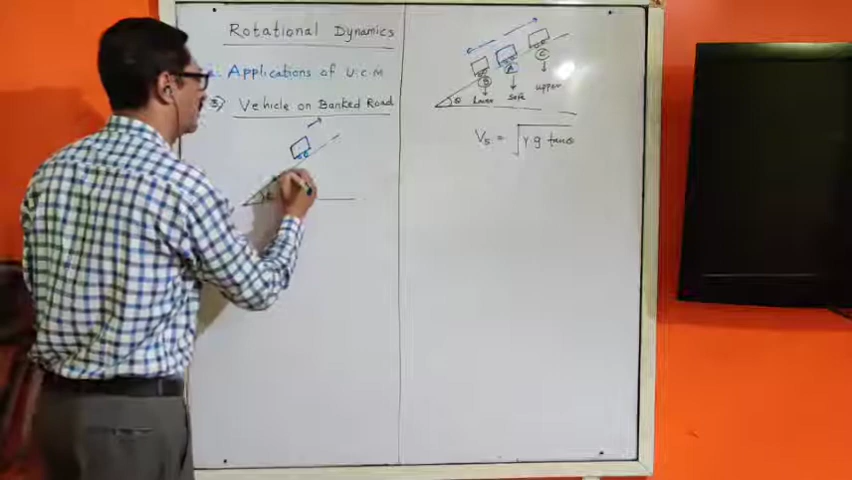 Rotational Dynamics
Applications of U.C.M
3) Vehicle on Banked Road
θ
B A C
θ Lower safe upper
Vs = √r g tanθ